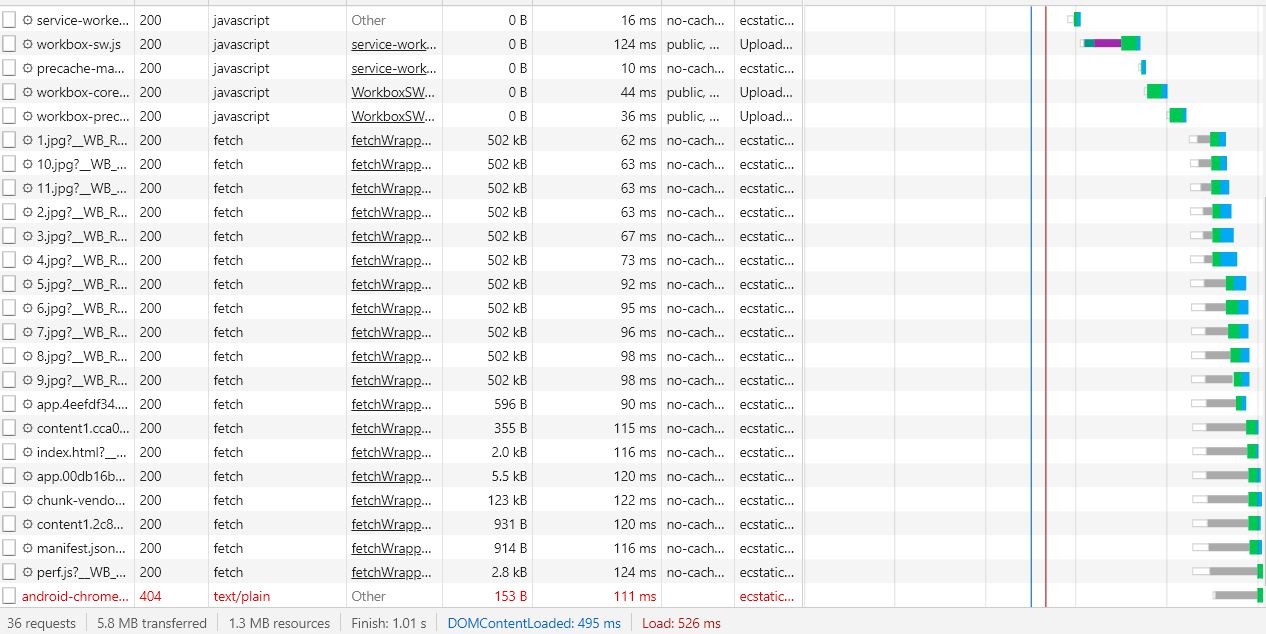 service-worke... 200 javascript Other 0 B 16 ms no-cach... ecstatic...
workbox-sw.js 200 javascript service-work... 0 B 124 ms public, ... Upload...
precache-ma... 200 javascript service-work... 0 B 10 ms no-cach... ecstatic...
workbox-core... 200 javascript WorkboxSW... 0 B 44 ms public, ... Upload...
workbox-prec... 200 javascript WorkboxSW... 0 B 36 ms public, ... Upload...
1.jpg?__WB_R... 200 fetch fetchWrapp... 502 kB 62 ms no-cach... ecstatic...
10.jpg?__WB_... 200 fetch fetchWrapp... 502 kB 63 ms no-cach... ecstatic...
11.jpg?__WB_... 200 fetch fetchWrapp... 502 kB 63 ms no-cach... ecstatic...
2.jpg?__WB_R... 200 fetch fetchWrapp... 502 kB 63 ms no-cach... ecstatic...
3.jpg?__WB_R... 200 fetch fetchWrapp... 502 kB 67 ms no-cach... ecstatic...
4.jpg?__WB_R... 200 fetch fetchWrapp... 502 kB 73 ms no-cach... ecstatic...
5.jpg?__WB_R... 200 fetch fetchWrapp... 502 kB 92 ms no-cach... ecstatic...
6.jpg?__WB_R... 200 fetch fetchWrapp... 502 kB 95 ms no-cach... ecstatic...
7.jpg?__WB_R... 200 fetch fetchWrapp... 502 kB 96 ms no-cach... ecstatic...
8.jpg?__WB_R... 200 fetch fetchWrapp... 502 kB 98 ms no-cach... ecstatic...
9.jpg?__WB_R... 200 fetch fetchWrapp... 502 kB 98 ms no-cach... ecstatic...
app.4eefdf34.... 200 fetch fetchWrapp... 596 B 90 ms no-cach... ecstatic...
content1.cca0... 200 fetch fetchWrapp... 355 B 115 ms no-cach... ecstatic...
index.html?__... 200 fetch fetchWrapp... 2.0 kB 116 ms no-cach... ecstatic...
app.00db16b... 200 fetch fetchWrapp... 5.5 kB 120 ms no-cach... ecstatic...
chunk-vendo... 200 fetch fetchWrapp... 123 kB 122 ms no-cach... ecstatic...
content1.2c8... 200 fetch fetchWrapp... 931 B 120 ms no-cach... ecstatic...
manifest.json... 200 fetch fetchWrapp... 914 B 116 ms no-cach... ecstatic...
perf.js?__WB_... 200 fetch fetchWrapp... 2.8 kB 124 ms no-cach... ecstatic...
android-chrome... 404 text/plain Other 153 B 111 ms ecstatic...
36 requests 5.8 MB transferred 1.3 MB resources Finish: 1.01 s DOMContentLoaded: 495 ms Load: 526 ms